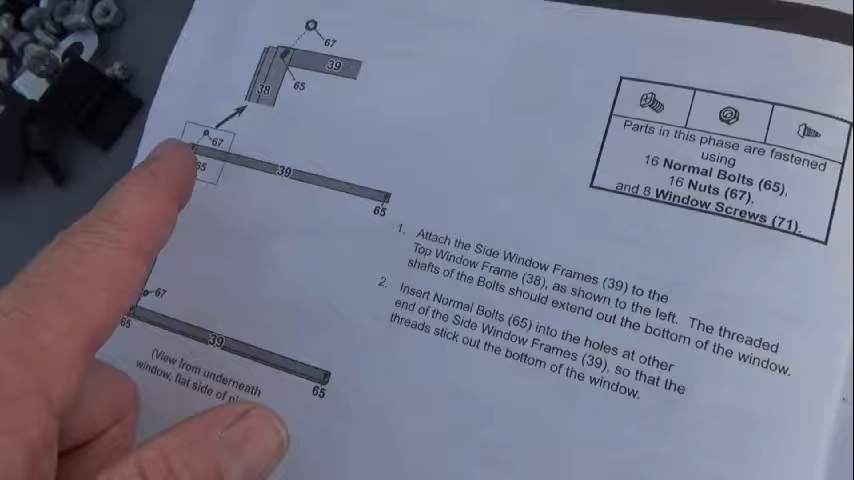 67
39
38
65
67
65
39
65
67
65
39
65
(View from underneath
window, flat side of
Parts in this phase are fastened
using
16 Normal Bolts (65),
16 Nuts (67),
and 8 Window Screws (71).
1. Attach the Side Window Frames (39) to the
Top Window Frame (38), as shown to the left. The threaded
shafts of the Bolts should extend out the bottom of the window.
2. Insert Normal Bolts (65) into the holes at other
end of the Side Window Frames (39), so that the
threads stick out the bottom of the window.